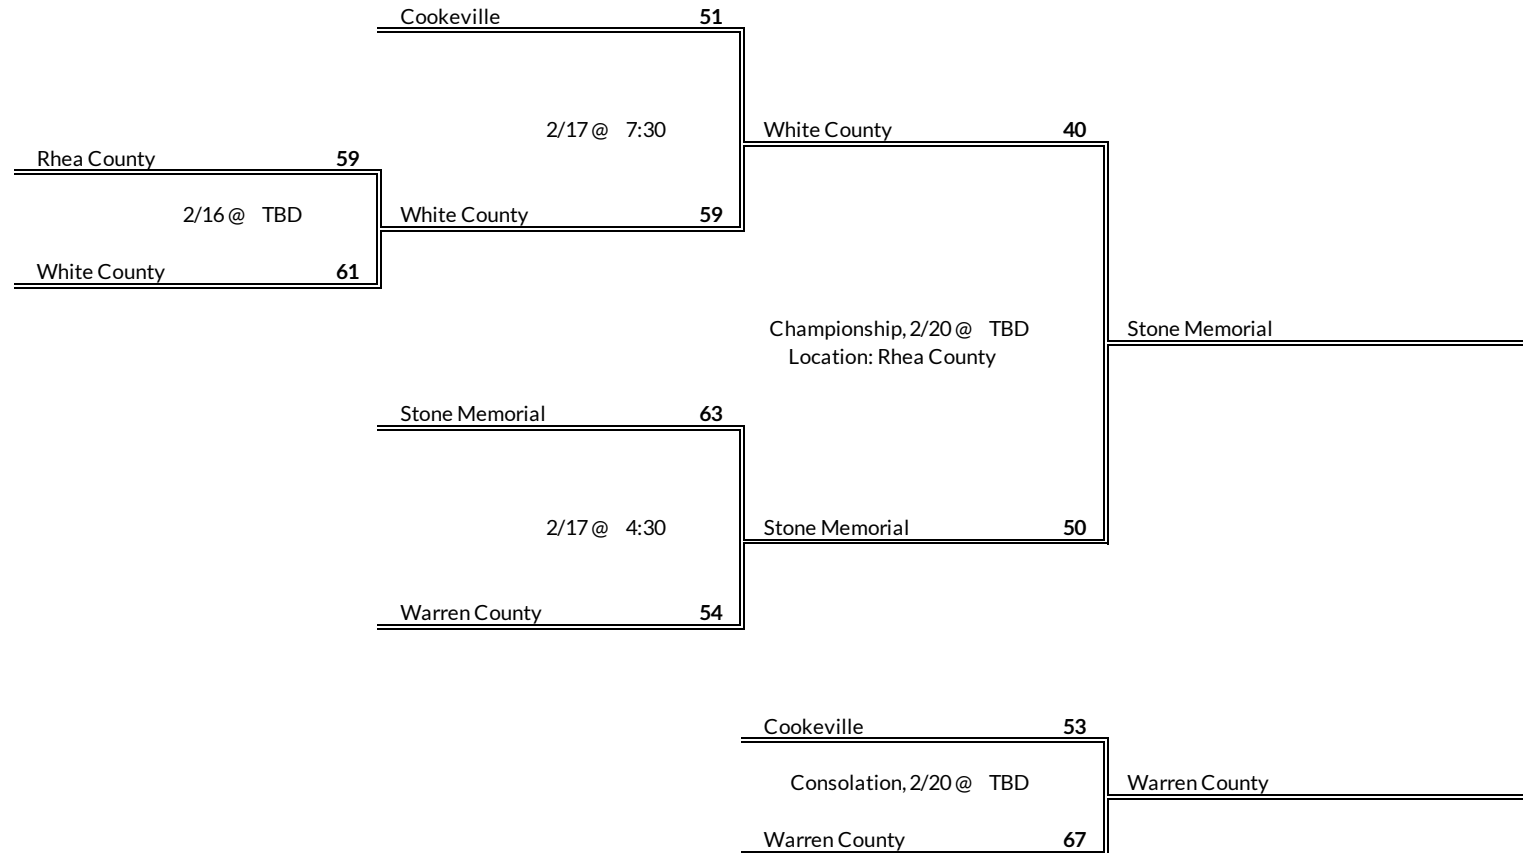 Cookeville 51
2/17 @ 7:30
White County 40
Rhea County 59
2/16 @ TBD
White County 59
White County 61
Championship, 2/20 @ TBD
Stone Memorial
Location: Rhea County
Stone Memorial 63
2/17 @ 4:30
Stone Memorial 50
Warren County 54
Cookeville 53
Consolation, 2/20 @ TBD
Warren County
Warren County 67